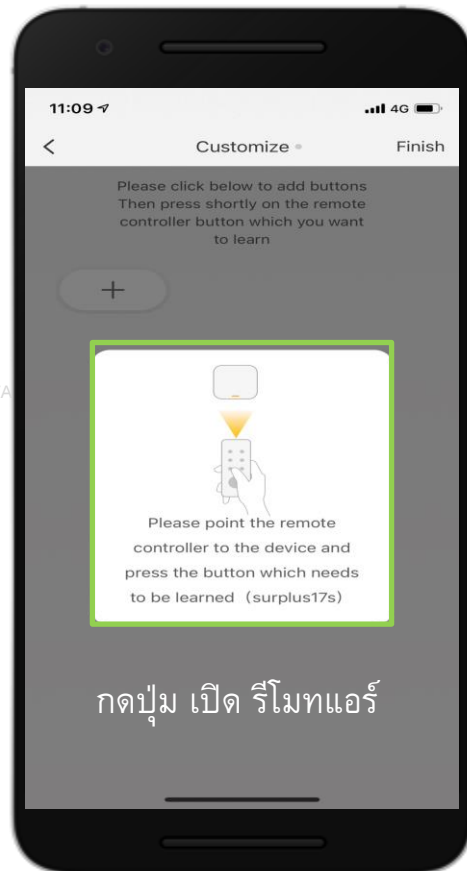 11:09
4G
< Customize Finish
Please click below to add buttons
Then press shortly on the remote
controller button which you want
to learn
+
A
Please point the remote
controller to the device and
press the button which needs
to be learned（surplus17s）
กดปุ่ม เปิด รีโมทแอร์